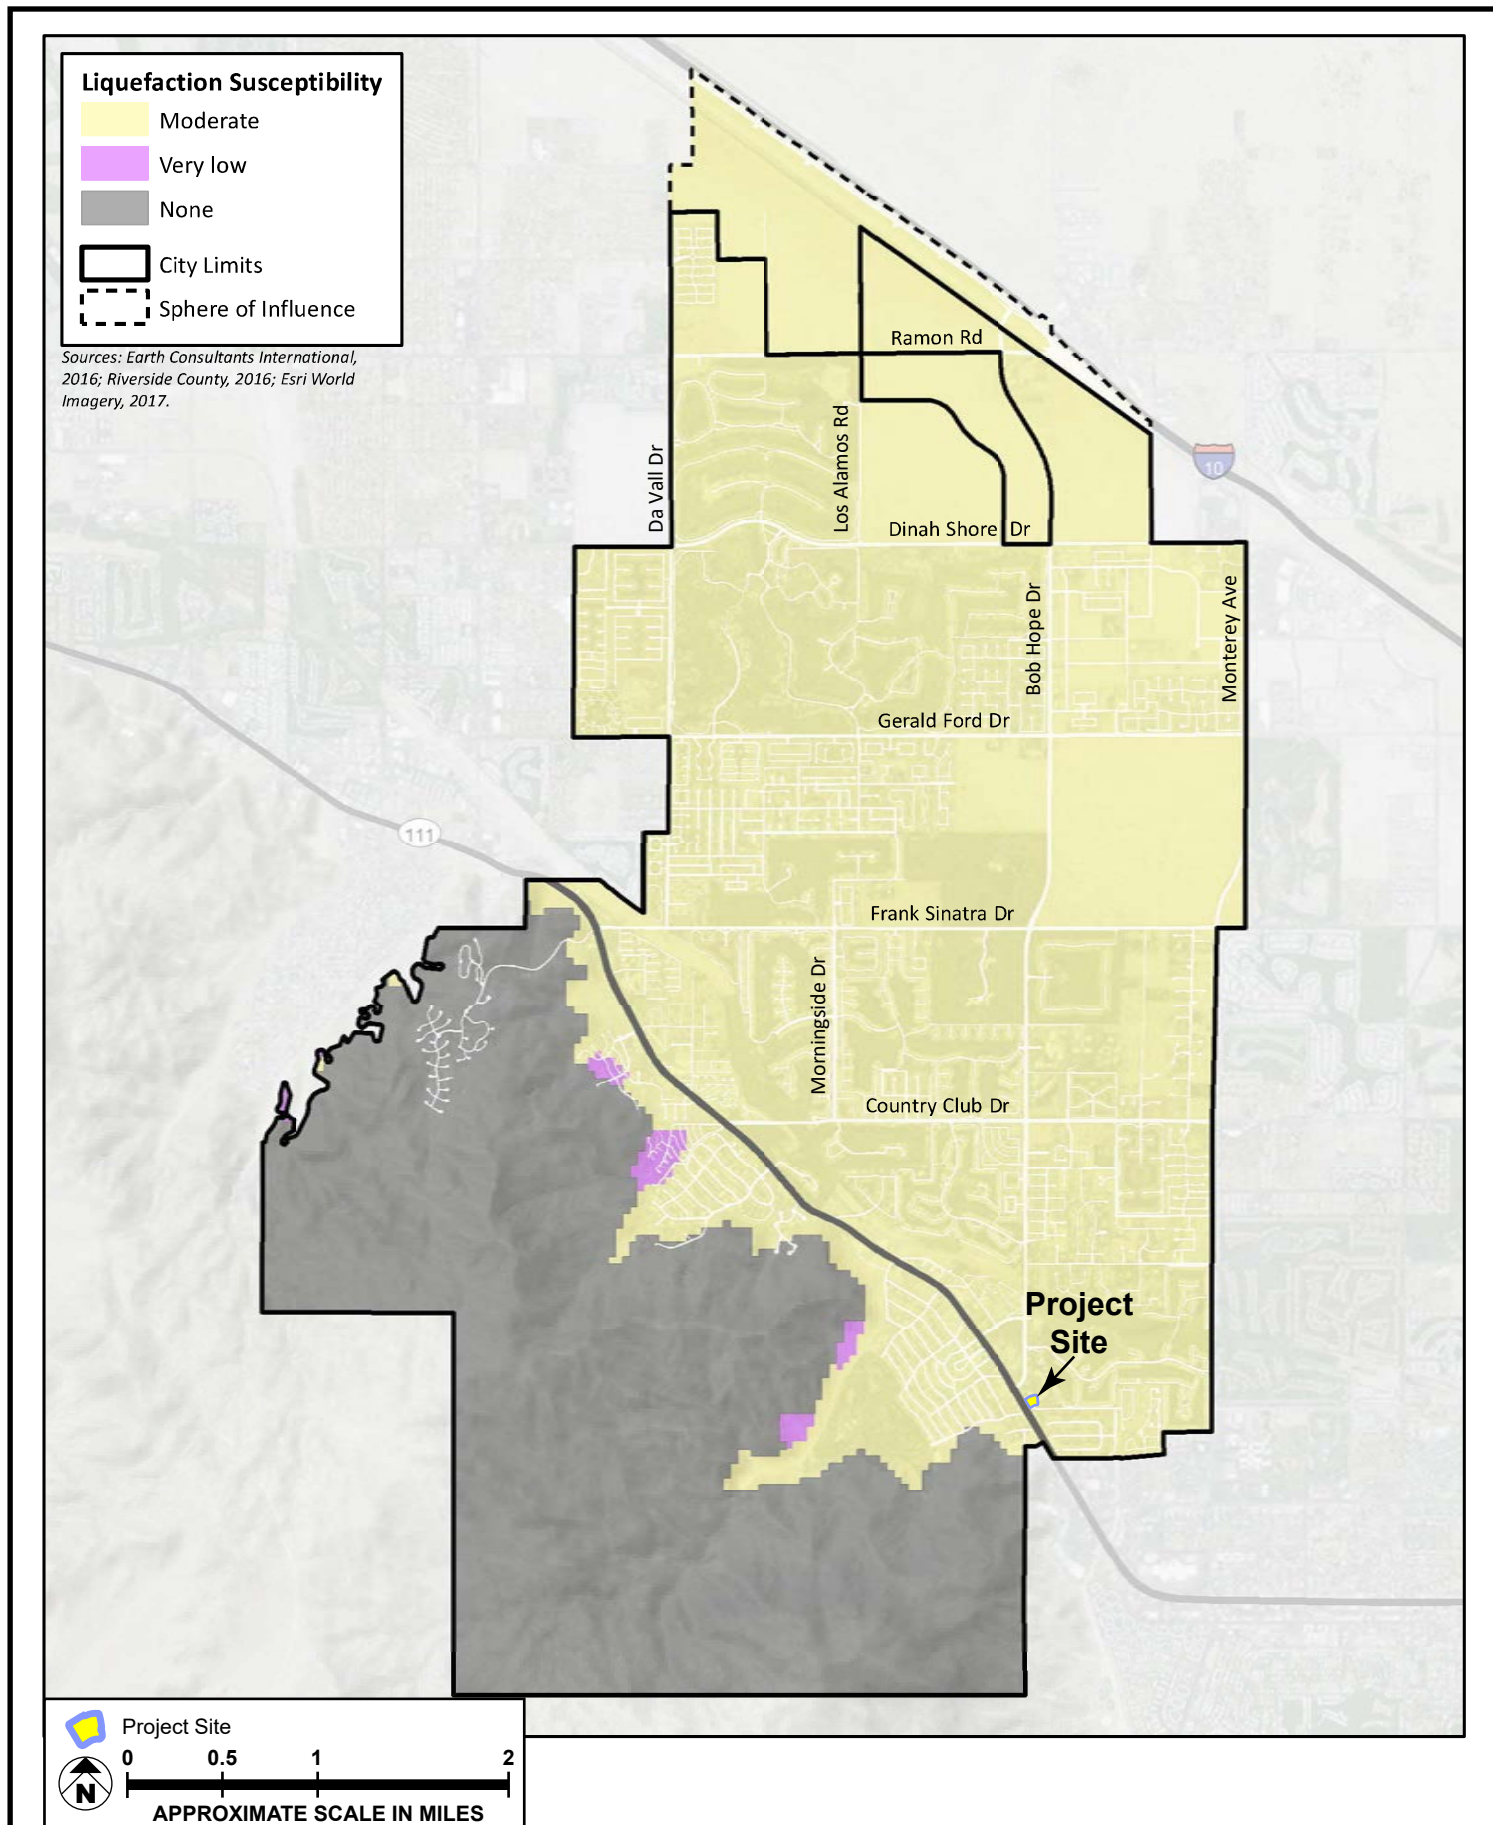 Liquefaction Susceptibility
Moderate
Very low
None
City Limits
Sphere of Influence
Sources: Earth Consultants International,
2016; Riverside County, 2016; Esri World
Imagery, 2017.
Ramon Rd
Da Vall Dr
Los Alamos Rd
10
Dinah Shore Dr
Bob Hope Dr
Monterey Ave
Gerald Ford Dr
111
Frank Sinatra Dr
Morningside Dr
Country Club Dr
Project
Site
Project Site
0 0.5 1 2
N
APPROXIMATE SCALE IN MILES